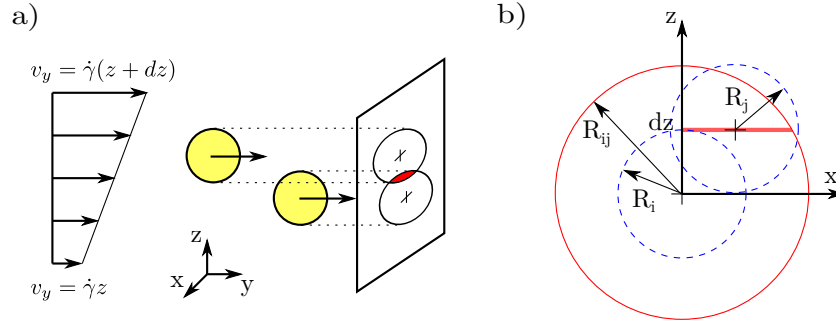 a)
v_y = γ̇(z + dz)
v_y = γ̇z
z
x
y
b)
z
R_j
dz
R_ij
R_i
x